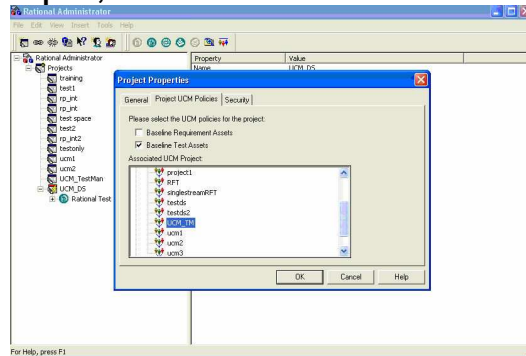 Rational Administrator
File Edit View Insert Tools Help
Rational Administrator
Projects
training
test1
rp_int
rp_int
test space
test2
rp_int2
testonly
ucm1
ucm2
UCM_TestMan
UCM_DS
Rational Test
Property Value
Name UCM_DS
Project Properties
General Project UCM Policies Security
Please select the UCM policies for the project:
Baseline Requirement Assets
Baseline Test Assets
Associated UCM Project:
project1
RFT
singlestreamRFT
testds
testds2
UCM_TM
ucm1
ucm2
ucm3
OK Cancel Help
For Help, press F1